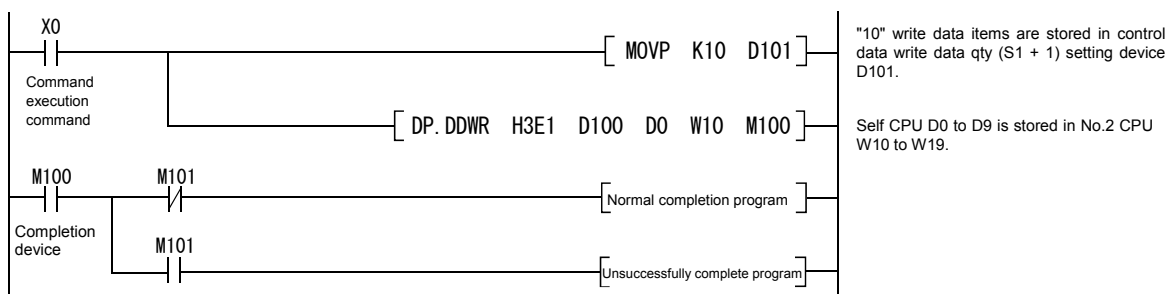 X0
MOVP K10 D101
"10" write data items are stored in control
data write data qty (S1 + 1) setting device
D101.
Command
execution
command
DP. DDWR H3E1 D100 D0 W10 M100
Self CPU D0 to D9 is stored in No.2 CPU
W10 to W19.
M100
M101
Normal completion program
Completion
device
M101
Unsuccessfully complete program